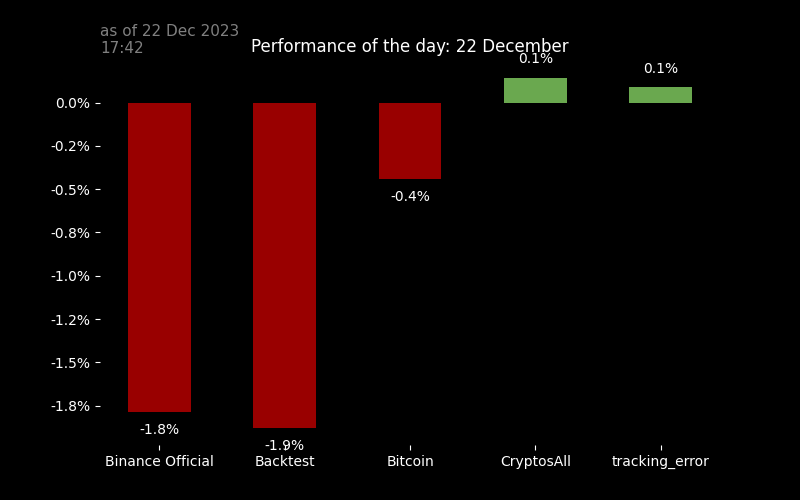 as of 22 Dec 2023
17:42
Performance of the day: 22 December
0.1%
0.1%
0.0%
-0.2%
-0.4%
-0.5%
-0.8%
-1.0%
-1.2%
-1.5%
-1.8%
-1.8%
-1.9%
Binance Official
Backtest
Bitcoin
CryptosAll
tracking_error